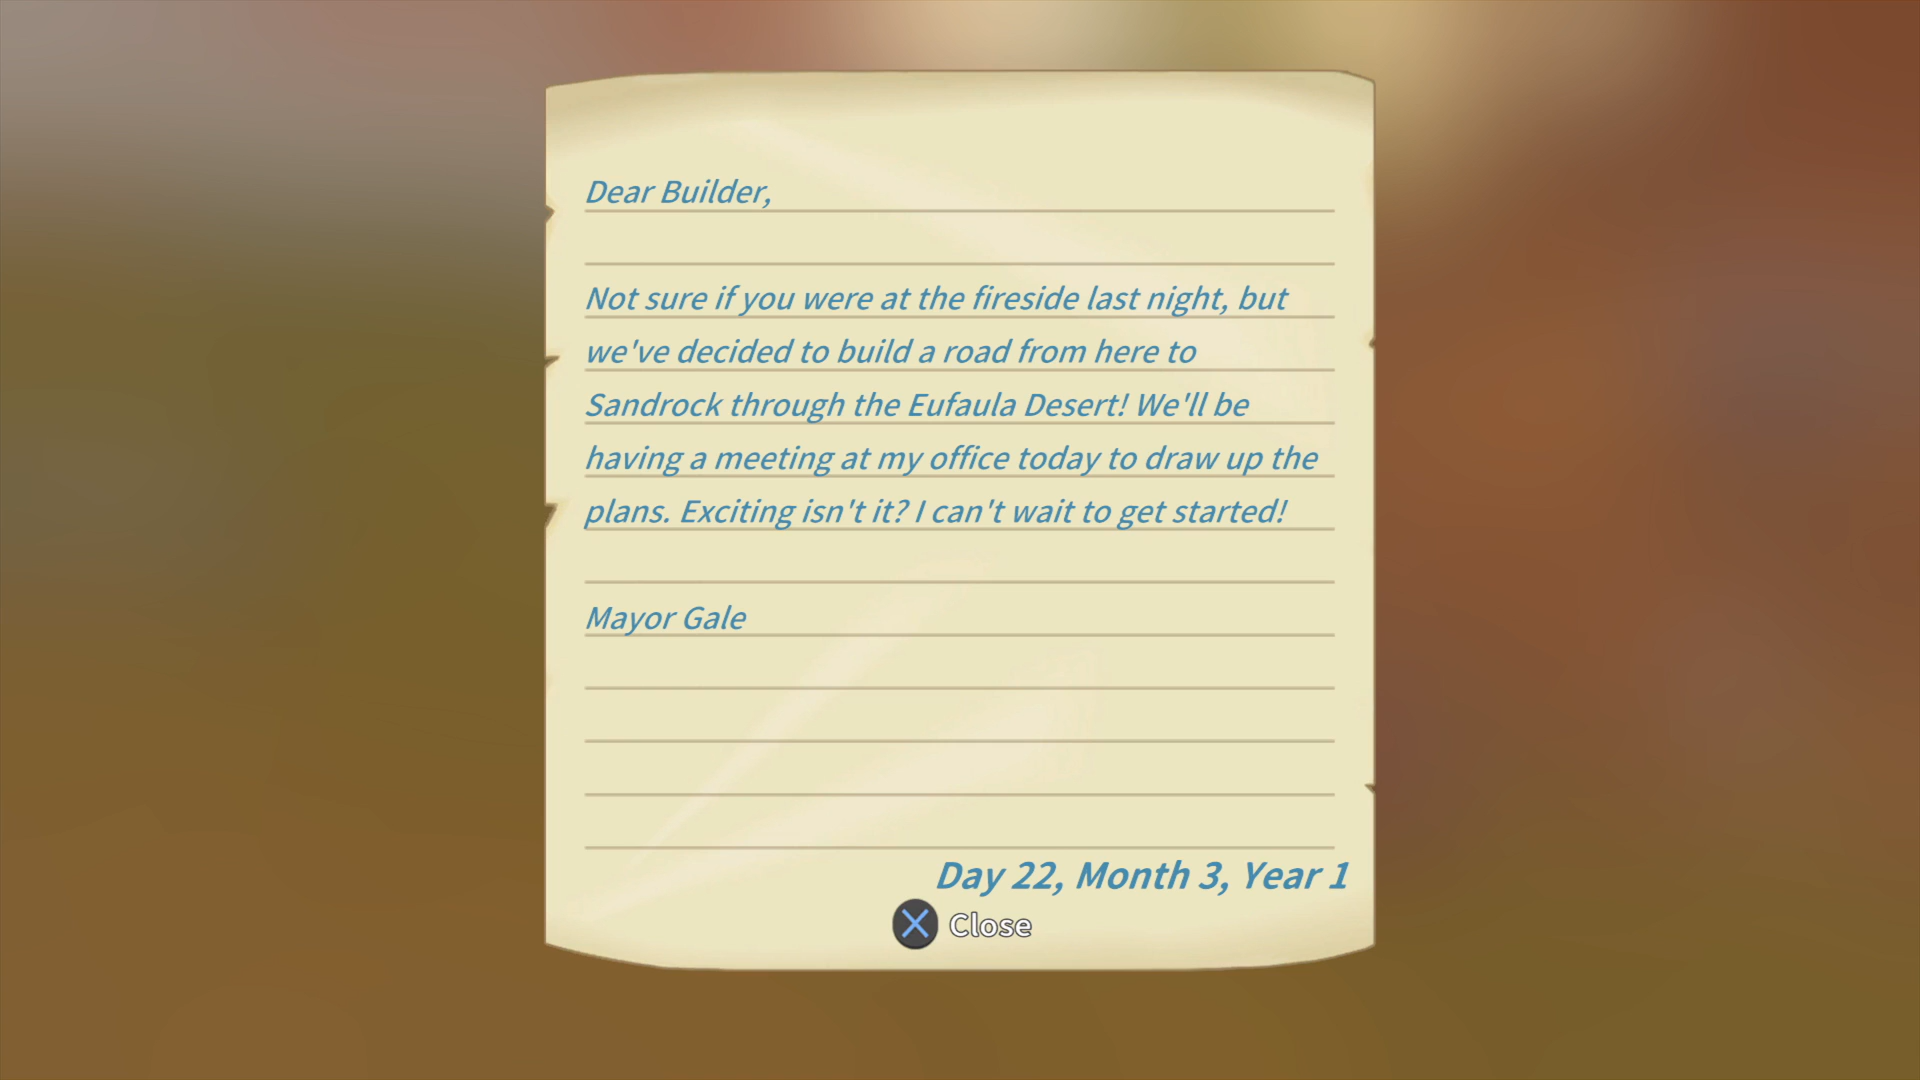 Dear Builder,
Not sure if you were at the fireside last night, but
we've decided to build a road from here to
Sandrock through the Eufaula Desert! We'll be
having a meeting at my office today to draw up the
plans. Exciting isn't it? I can't wait to get started!
Mayor Gale
Day 22, Month 3, Year 1
Close